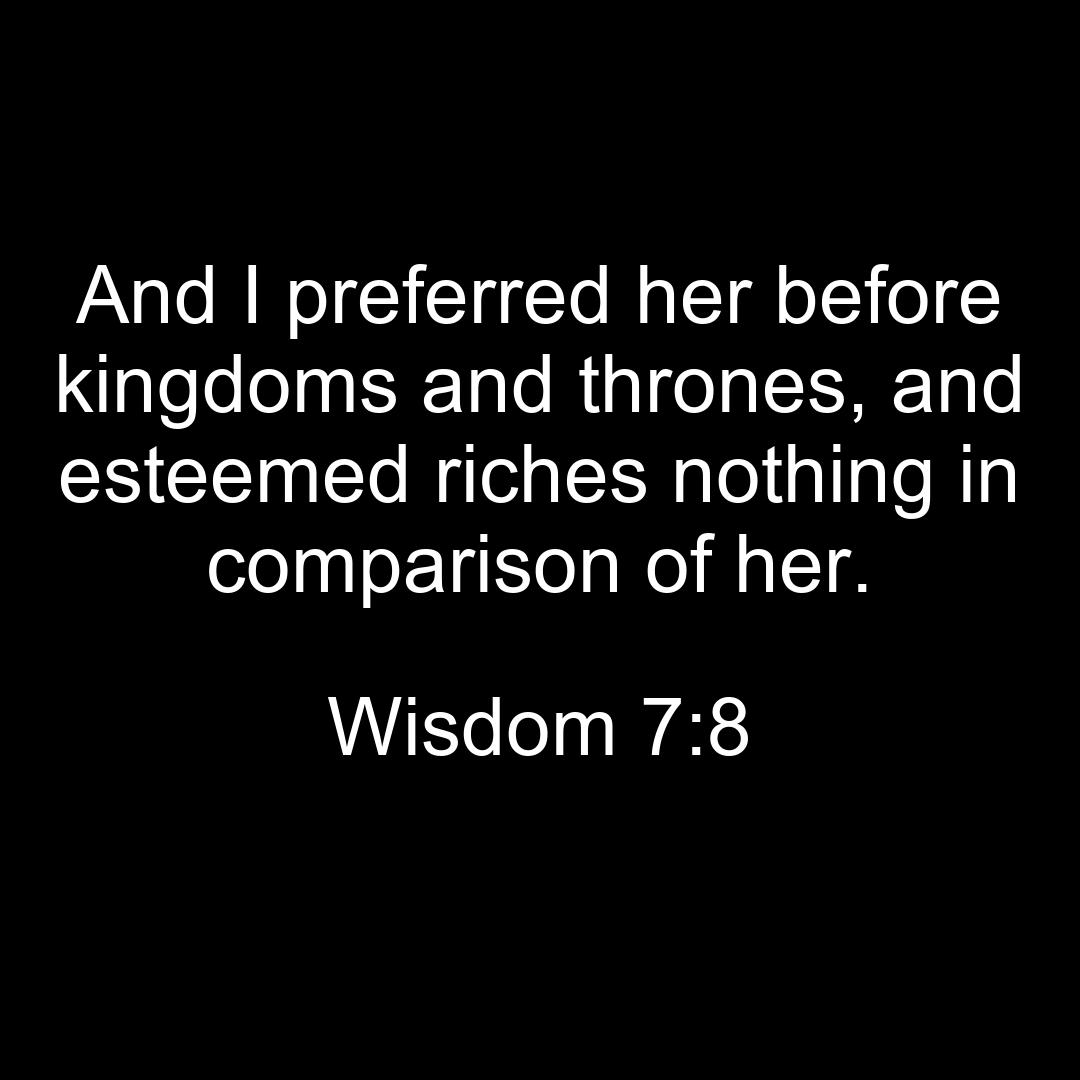 And I preferred her before
kingdoms and thrones, and
esteemed riches nothing in
comparison of her.
Wisdom 7:8